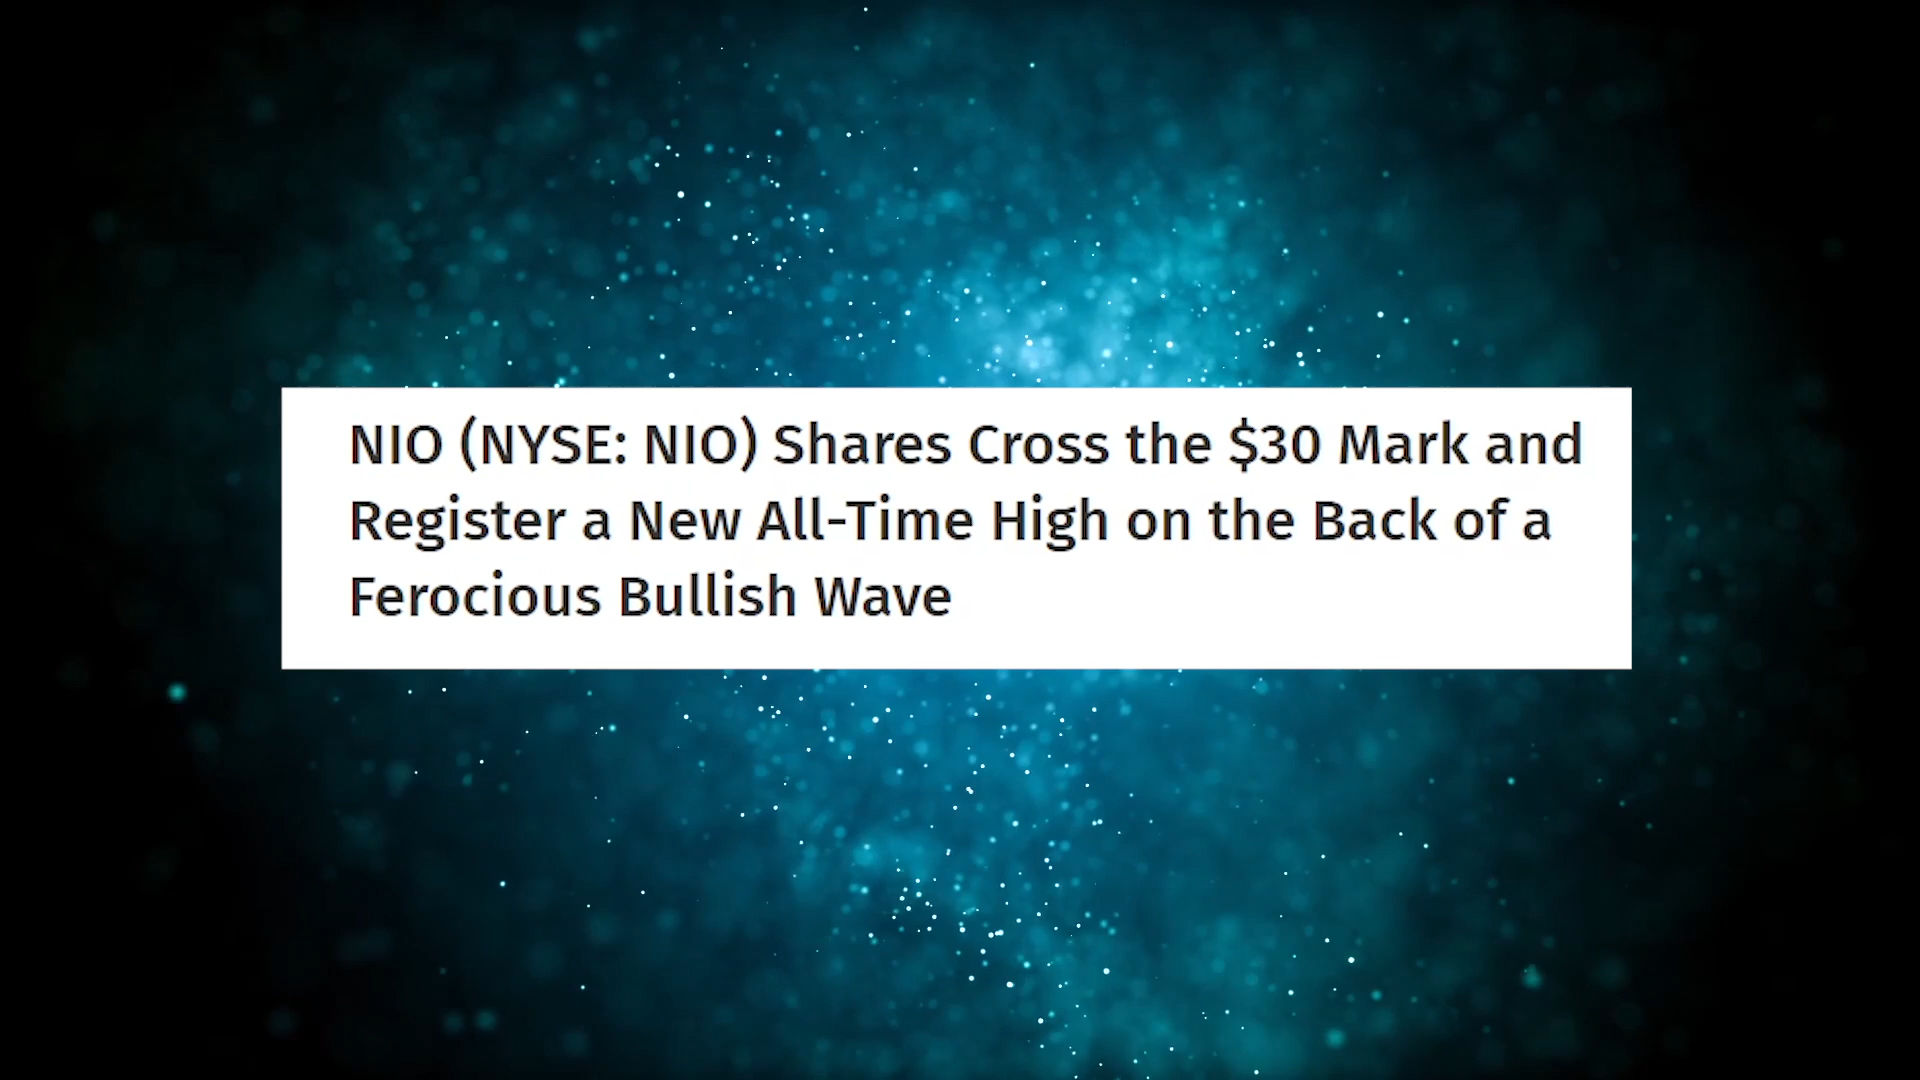 NIO (NYSE: NIO) Shares Cross the $30 Mark and
Register a New All-Time High on the Back of a
Ferocious Bullish Wave